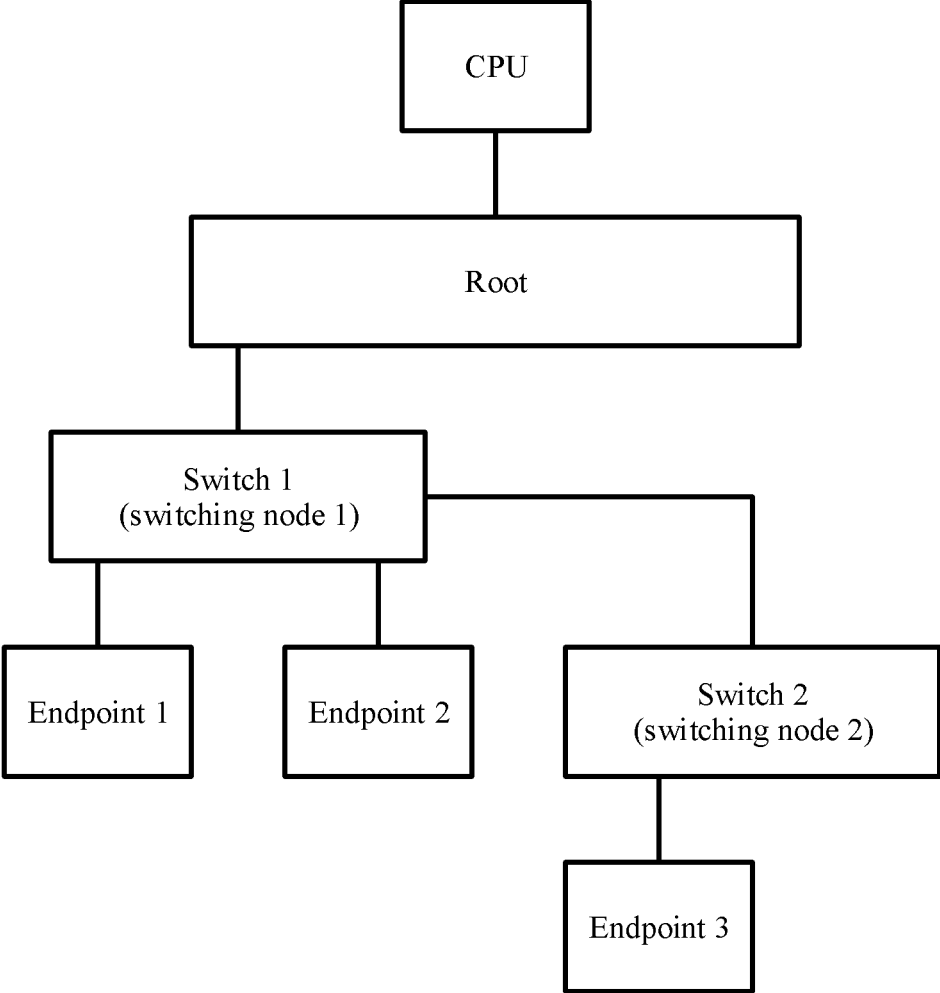 CPU
Root
Switch 1
(switching node 1)
Endpoint 1
Endpoint 2
Switch 2
(switching node 2)
Endpoint 3